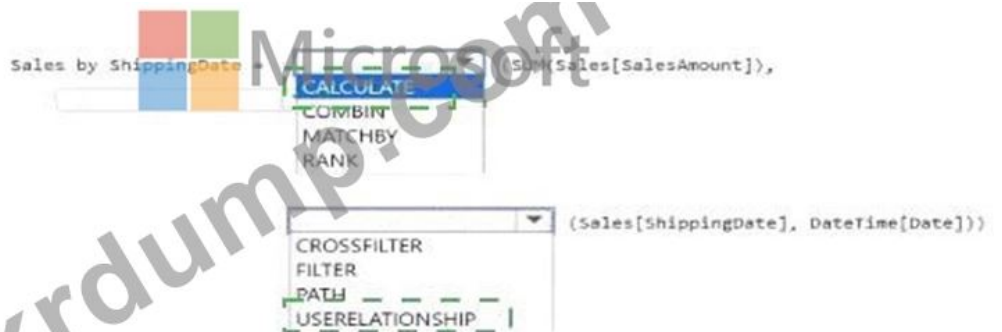 Microsoft
Sales by ShippingDate = (SUM(Sales[SalesAmount]),
CALCULATE
COMBIN
MATCHBY
RANK
(Sales[ShippingDate], DateTime[Date]))
CROSSFILTER
FILTER
PATH
USERELATIONSHIP